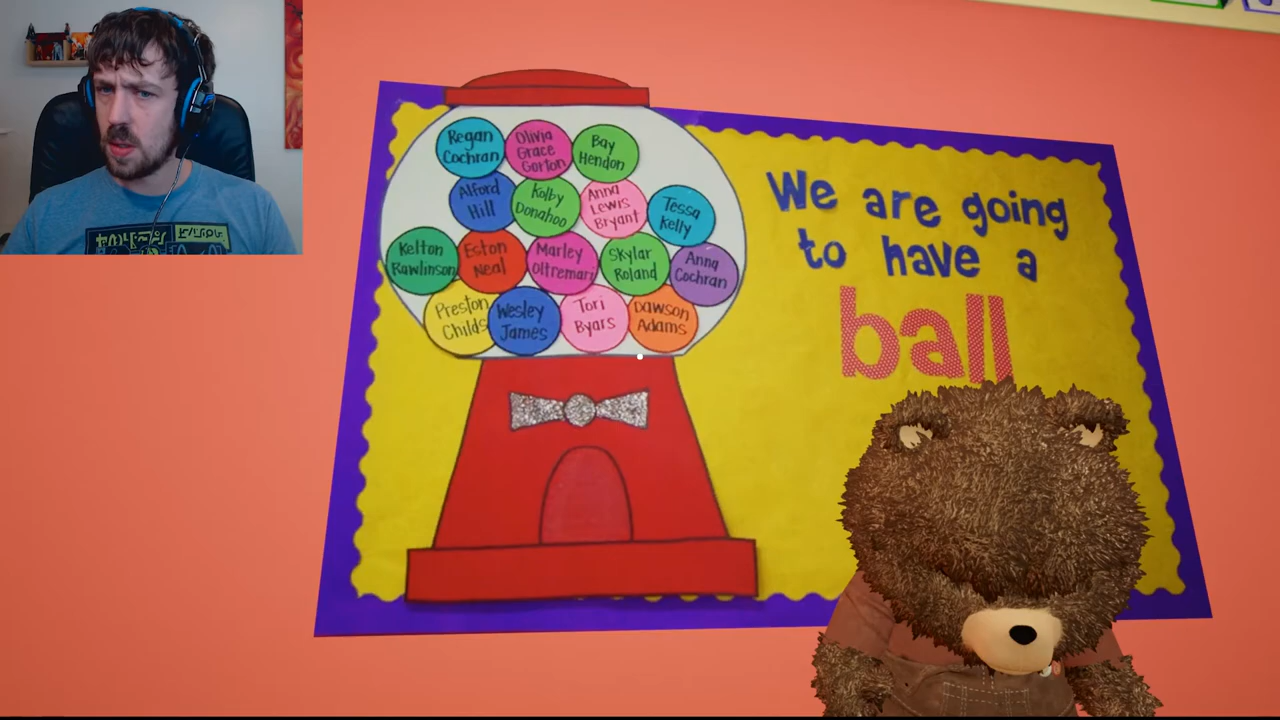 Regan
Cochran
Olivia
Grace
Gorton
Bay
Hendon
Alford
Hill
Kolby
Donahoo
Anna
Lewis
Bryant
Tessa
Kelly
Kelton
Rawlinson
Eston
Neal
Marley
Oltremari
Skylar
Roland
Anna
Cochran
Preston
Childs
Wesley
James
Tori
Byars
Dawson
Adams
We are going
to have a
ball